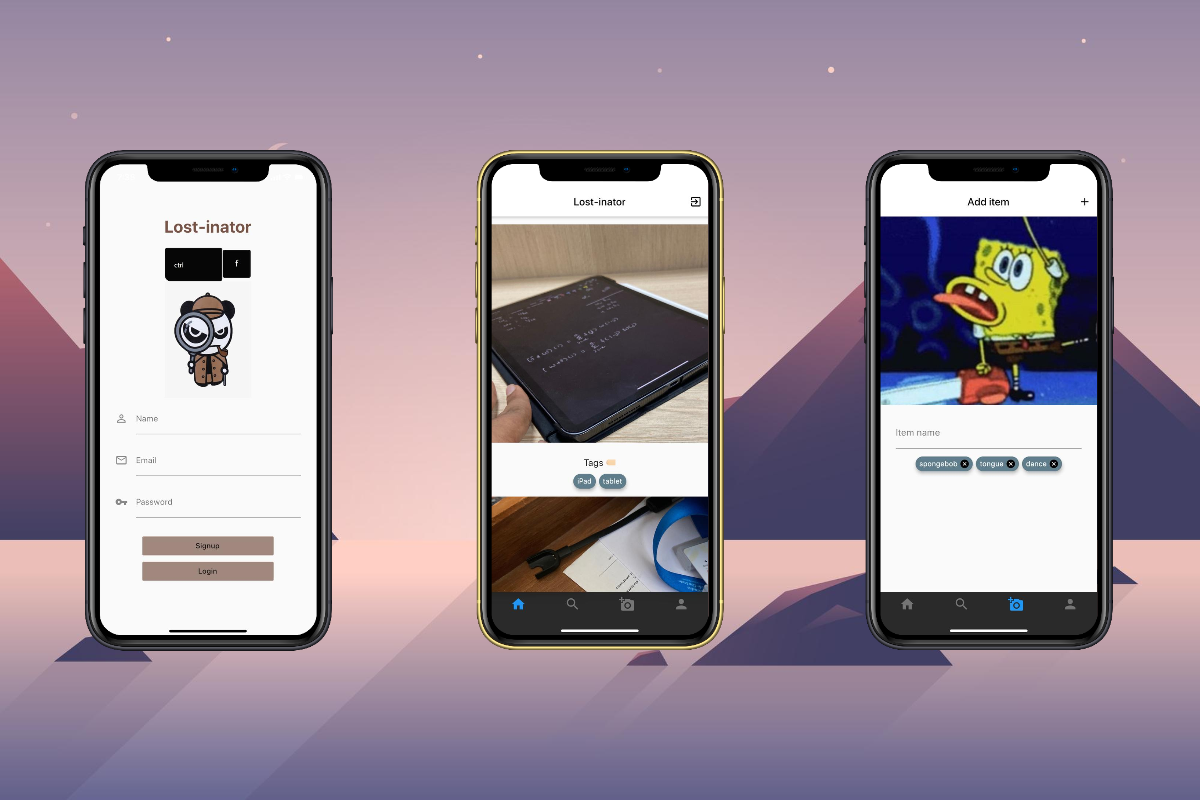 Lost-inator
ctrl
f
Name
Email
Password
Signup
Login
Lost-inator
Tags
iPad
tablet
Add item
+
Item name
spongebob
tongue
dance